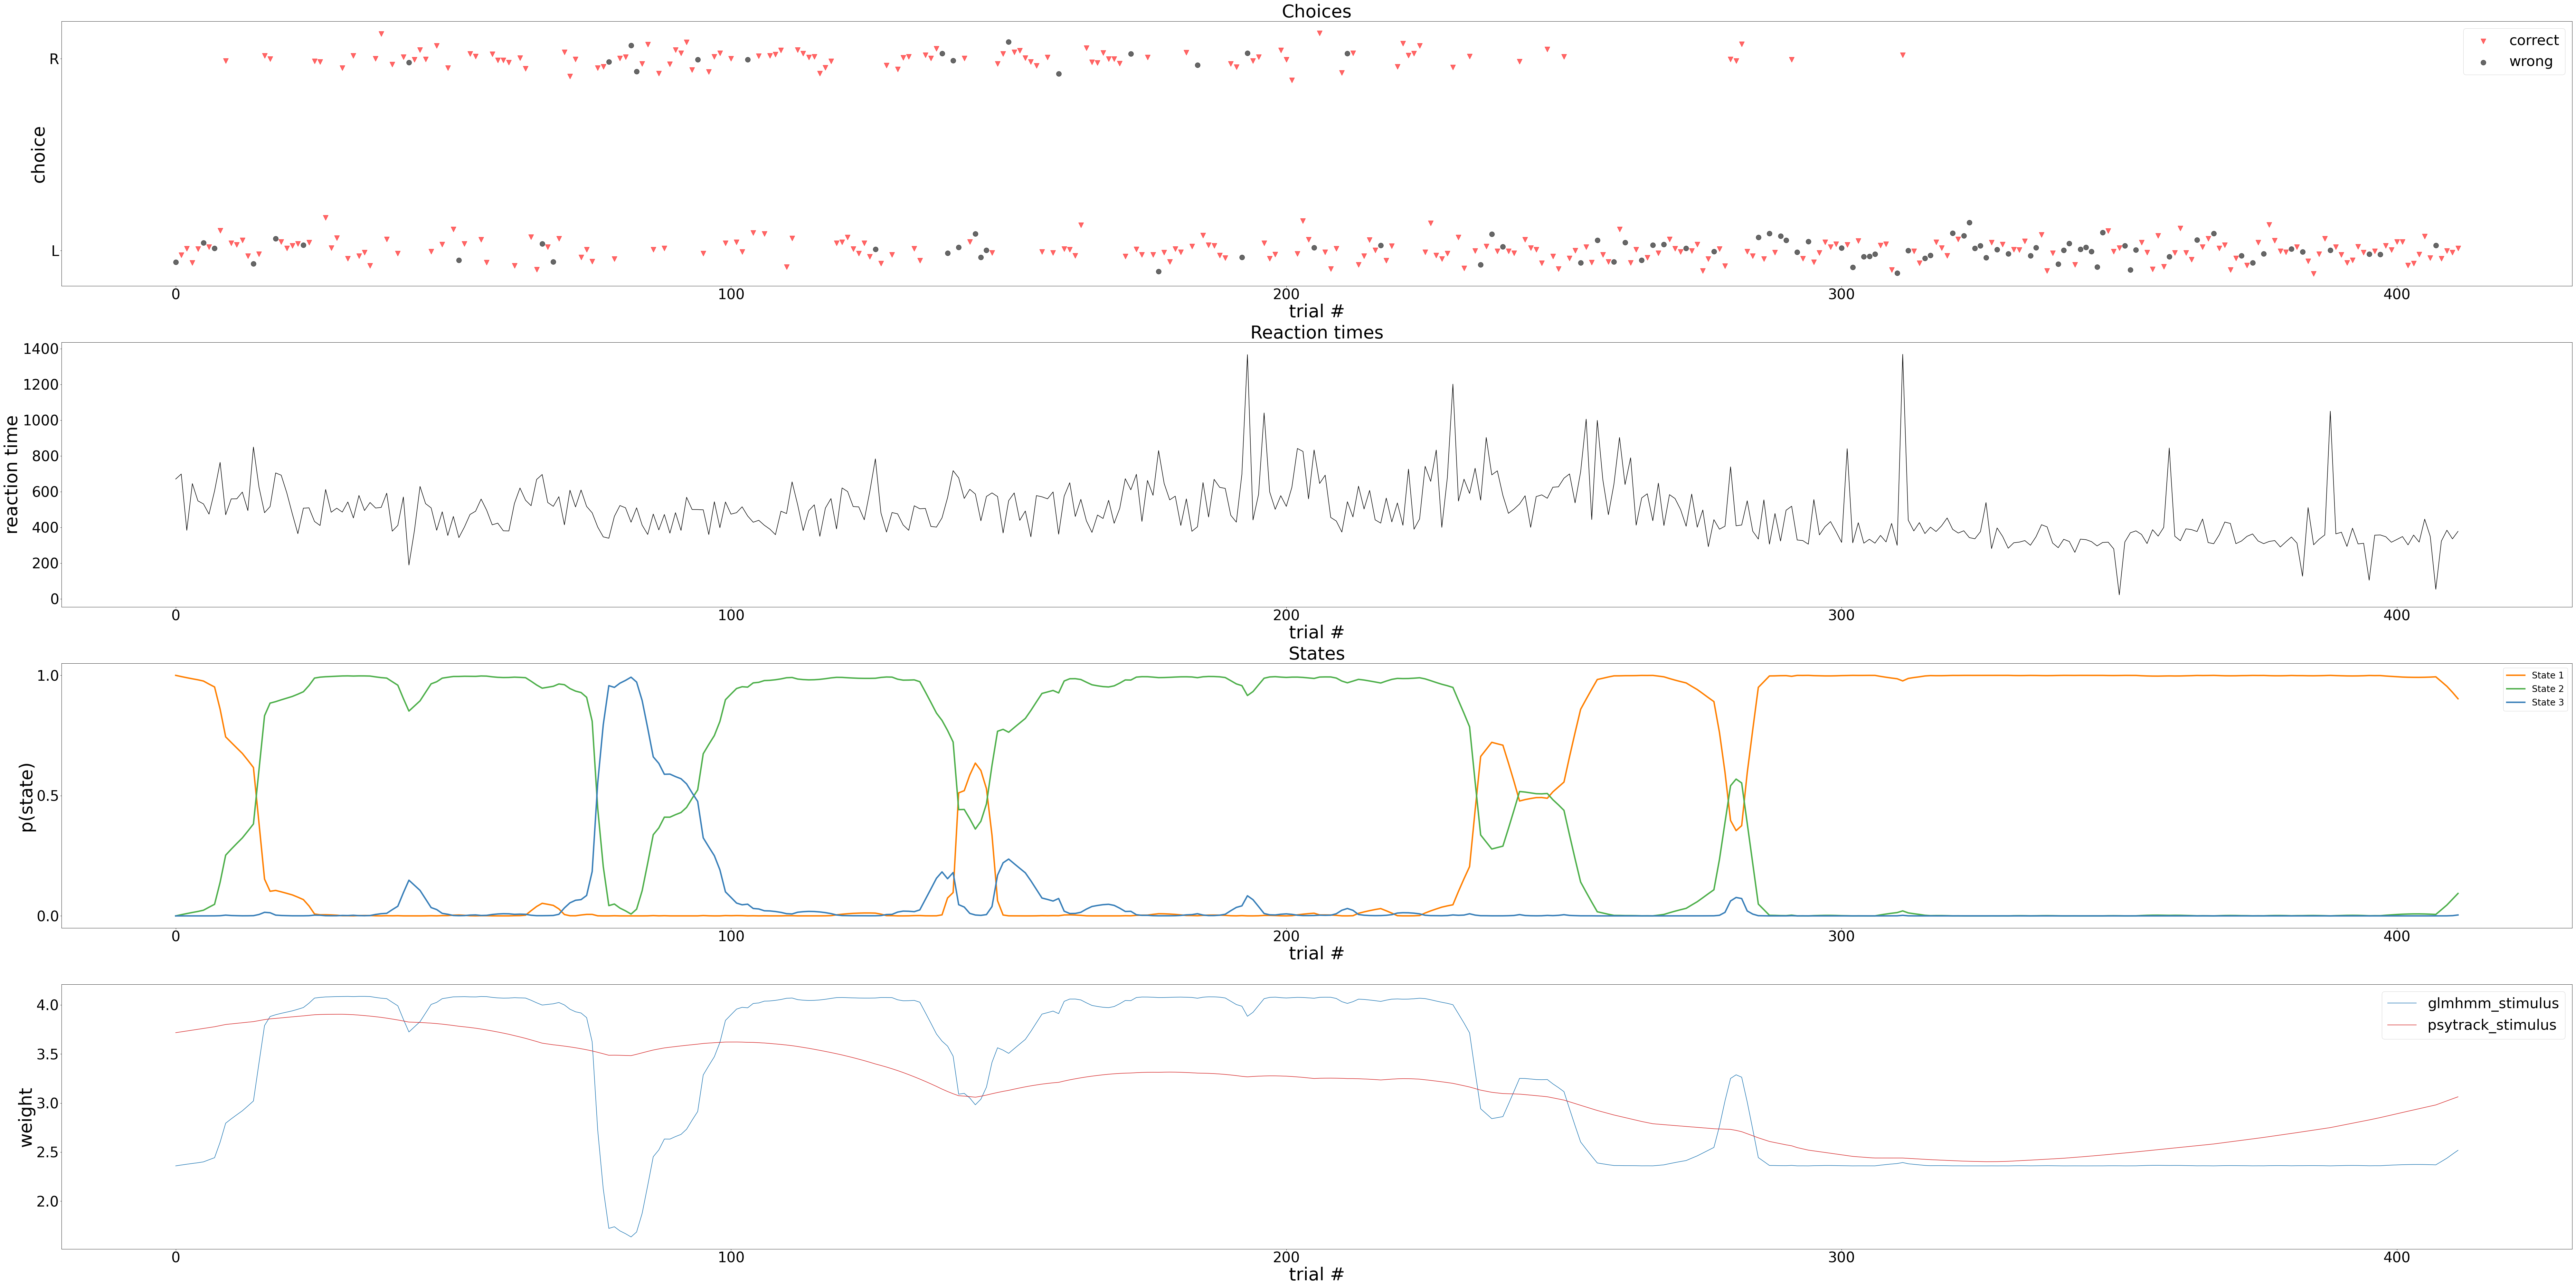 Choices
R
L
choice
correct
wrong
0 100 200 300 400
trial #
Reaction times
1400
1200
1000
800
600
400
200
0
reaction time
0 100 200 300 400
trial #
States
1.0
0.5
0.0
p(state)
State 1
State 2
State 3
0 100 200 300 400
trial #
4.0
3.5
3.0
2.5
2.0
weight
glmhmm_stimulus
psytrack_stimulus
0 100 200 300 400
trial #